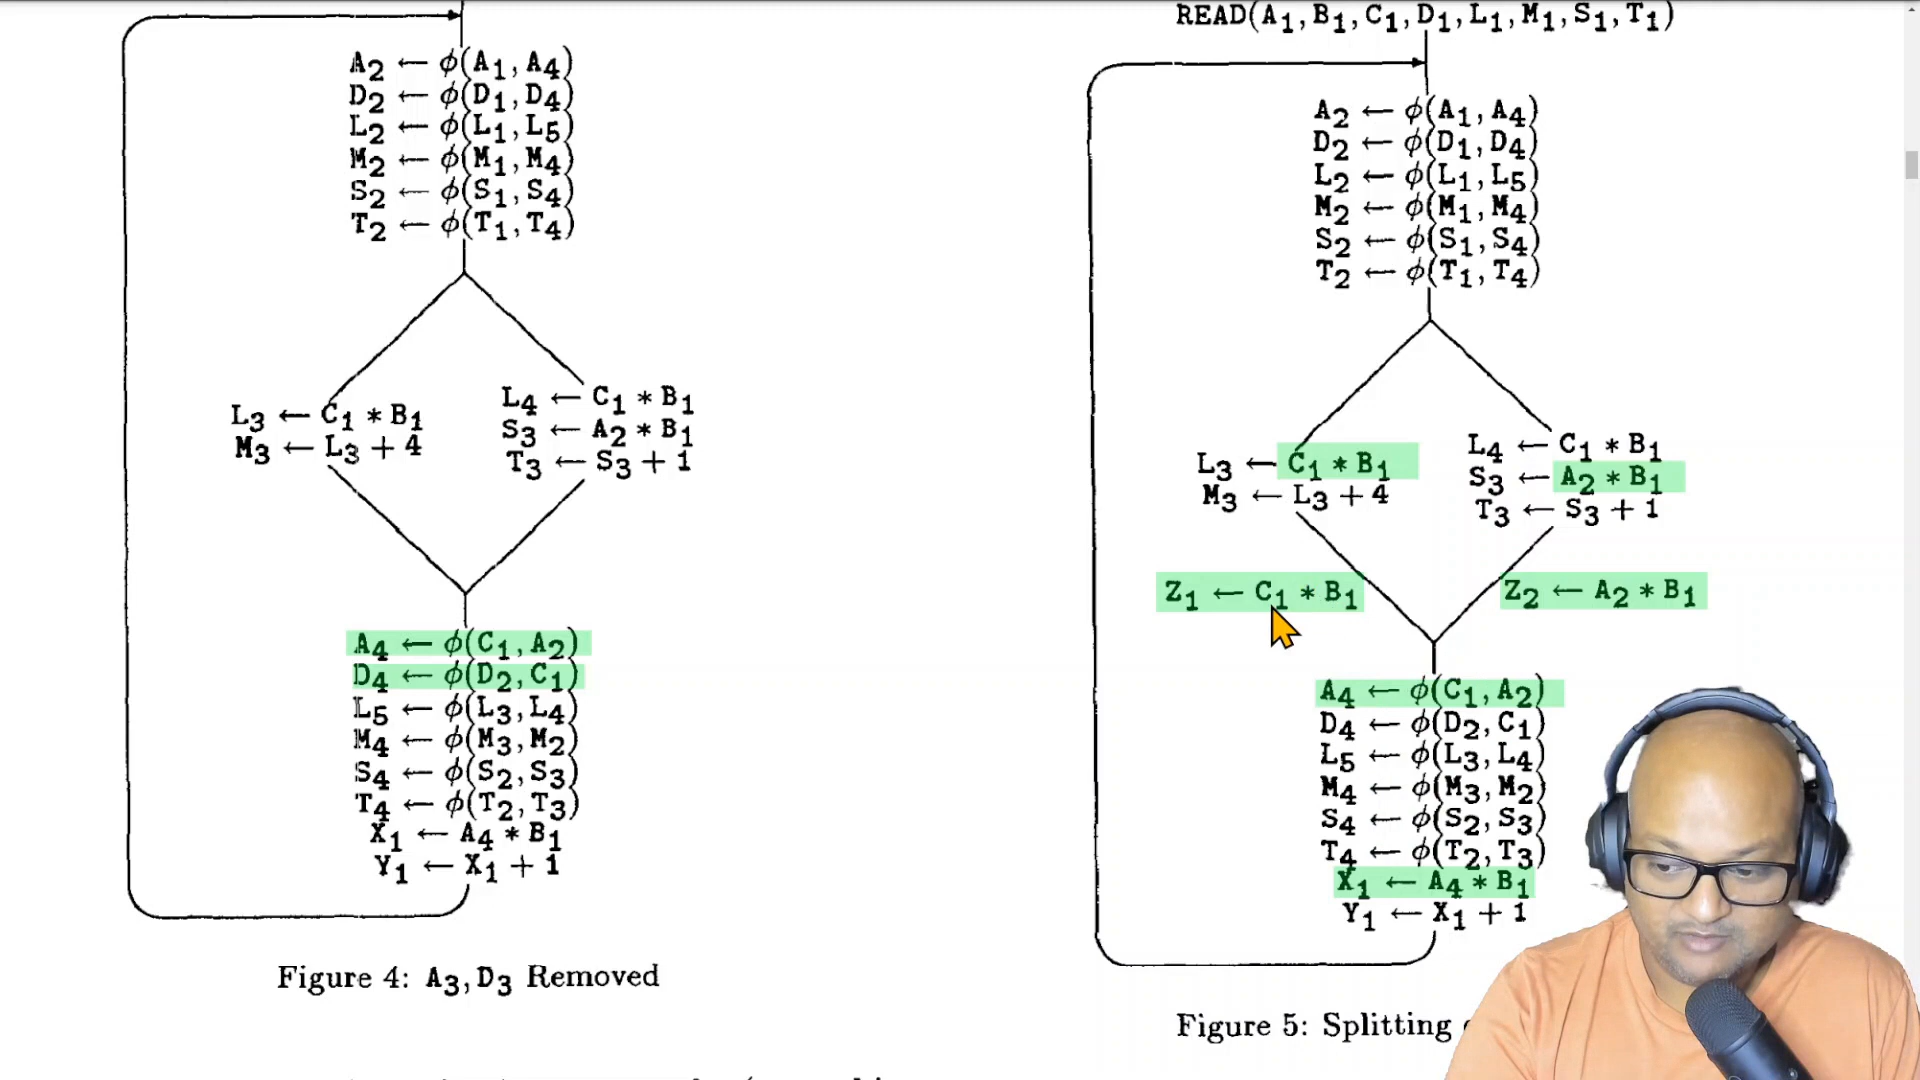 A₂ ← ϕ(A₁, A₄)
D₂ ← ϕ(D₁, D₄)
L₂ ← ϕ(L₁, L₅)
M₂ ← ϕ(M₁, M₄)
S₂ ← ϕ(S₁, S₄)
T₂ ← ϕ(T₁, T₄)
L₃ ← C₁ * B₁
M₃ ← L₃ + 4
L₄ ← C₁ * B₁
S₃ ← A₂ * B₁
T₃ ← S₃ + 1
A₄ ← ϕ(C₁, A₂)
D₄ ← ϕ(D₂, C₁)
L₅ ← ϕ(L₃, L₄)
M₄ ← ϕ(M₃, M₂)
S₄ ← ϕ(S₂, S₃)
T₄ ← ϕ(T₂, T₃)
X₁ ← A₄ * B₁
Y₁ ← X₁ + 1
Figure 4: A₃, D₃ Removed
READ(A₁, B₁, C₁, D₁, L₁, M₁, S₁, T₁)
A₂ ← ϕ(A₁, A₄)
D₂ ← ϕ(D₁, D₄)
L₂ ← ϕ(L₁, L₅)
M₂ ← ϕ(M₁, M₄)
S₂ ← ϕ(S₁, S₄)
T₂ ← ϕ(T₁, T₄)
L₃ ← C₁ * B₁
M₃ ← L₃ + 4
L₄ ← C₁ * B₁
S₃ ← A₂ * B₁
T₃ ← S₃ + 1
Z₁ ← C₁ * B₁
Z₂ ← A₂ * B₁
A₄ ← ϕ(C₁, A₂)
D₄ ← ϕ(D₂, C₁)
L₅ ← ϕ(L₃, L₄)
M₄ ← ϕ(M₃, M₂)
S₄ ← ϕ(S₂, S₃)
T₄ ← ϕ(T₂, T₃)
X₁ ← A₄ * B₁
Y₁ ← X₁ + 1
Figure 5: Splitting